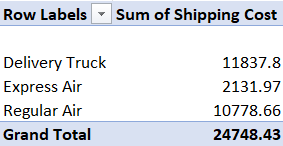 Row Labels Sum of Shipping Cost
Delivery Truck 11837.8
Express Air 2131.97
Regular Air 10778.66
Grand Total 24748.43